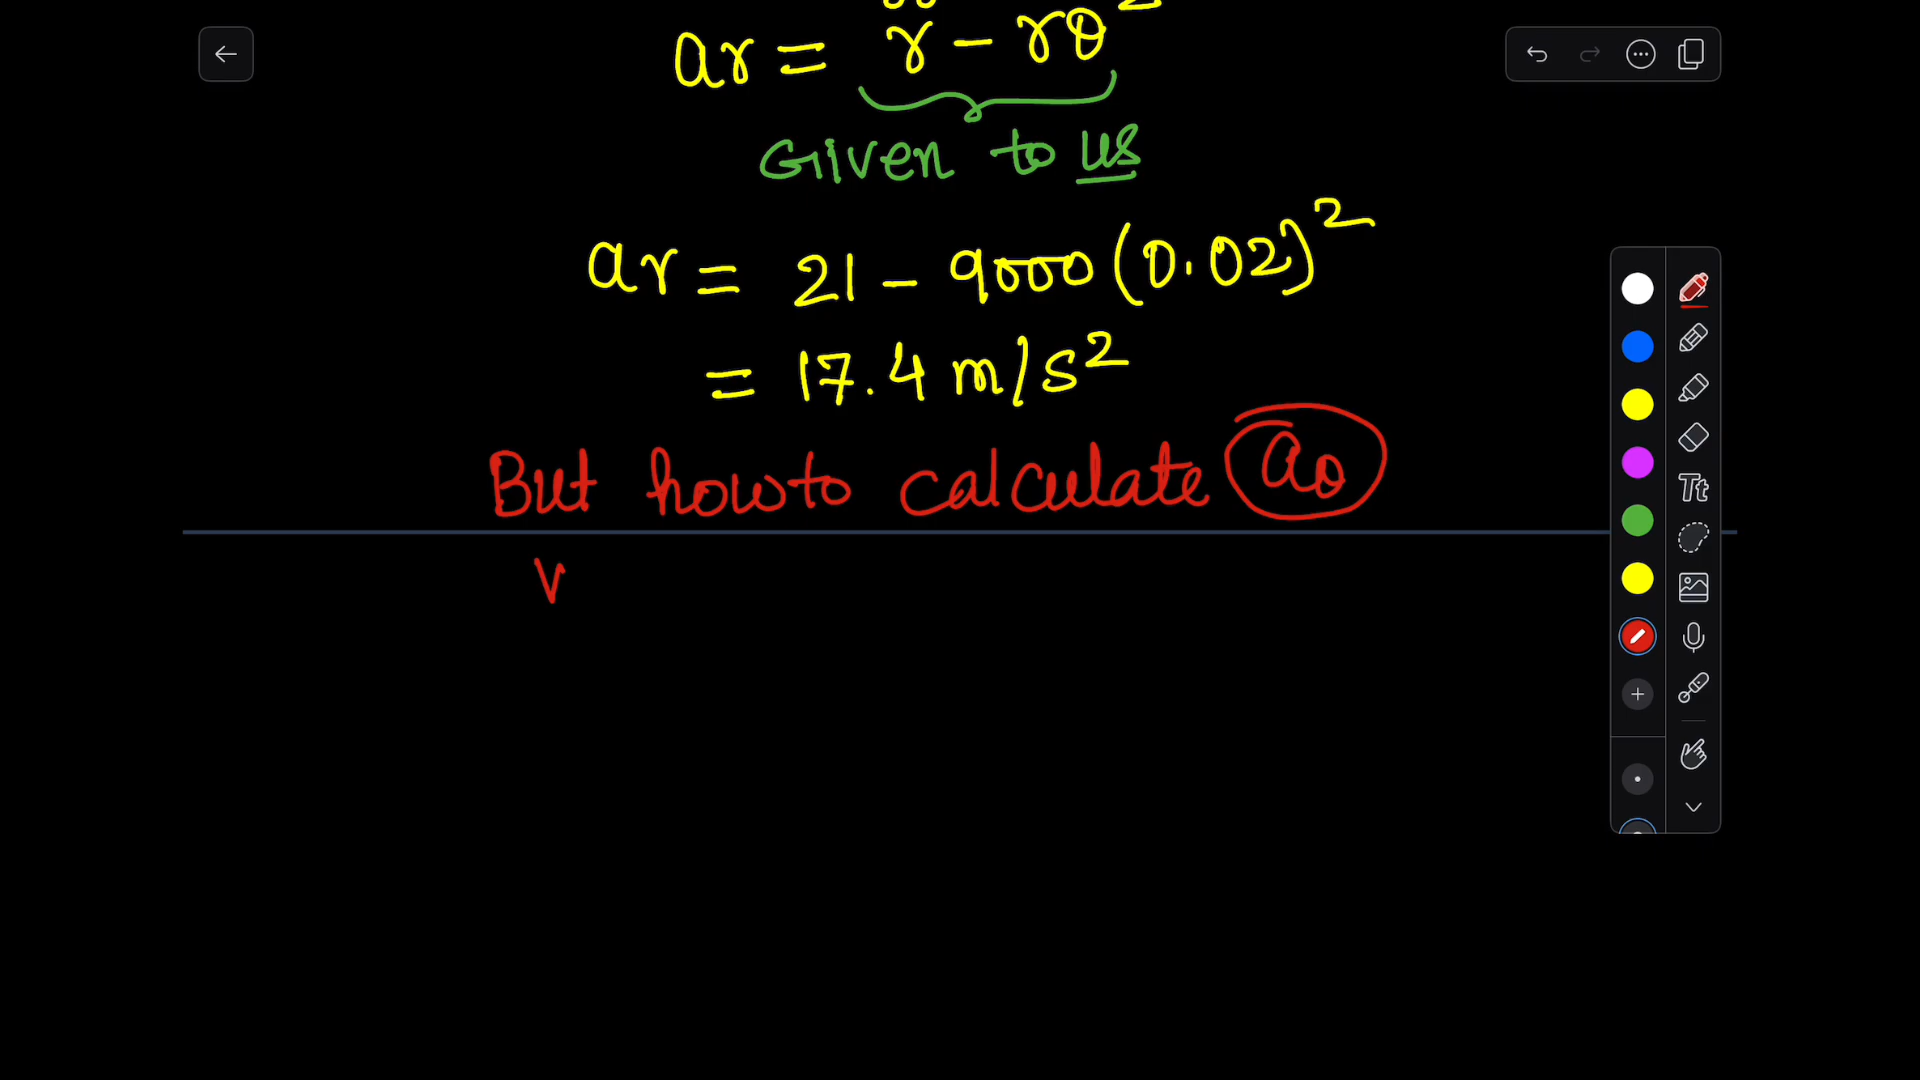 ar = r̈ - rθ̇²
Given to us
ar = 21 - 9000 (0.02)²
= 17.4 m/s²
But how to calculate aθ
v
Tt